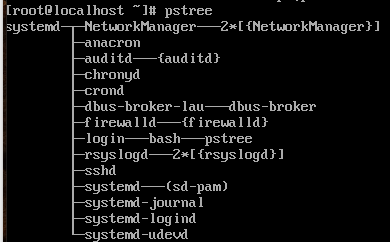 [root@localhost ~]# pstree
systemd─┬─NetworkManager───2*[{NetworkManager}]
        ├─anacron
        ├─auditd───{auditd}
        ├─chronyd
        ├─crond
        ├─dbus-broker-lau───dbus-broker
        ├─firewalld───{firewalld}
        ├─login───bash───pstree
        ├─rsyslogd───2*[{rsyslogd}]
        ├─sshd
        ├─systemd───(sd-pam)
        ├─systemd-journal
        ├─systemd-logind
        └─systemd-udevd